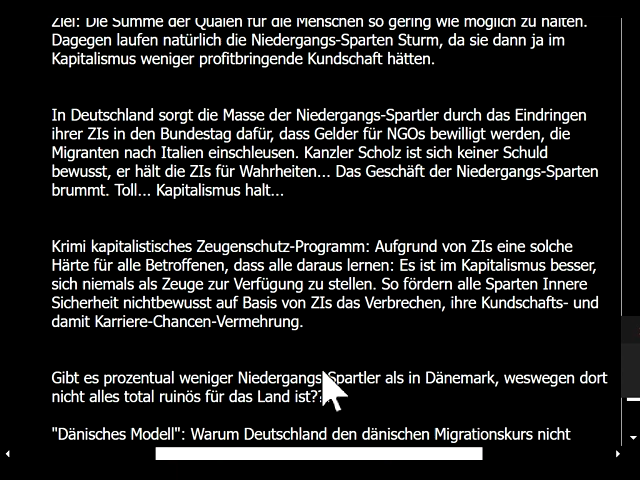 Ziel: Die Summe der Qualen für die Menschen so gering wie möglich zu halten.
Dagegen laufen natürlich die Niedergangs-Sparten Sturm, da sie dann ja im
Kapitalismus weniger profitbringende Kundschaft hätten.
In Deutschland sorgt die Masse der Niedergangs-Spartler durch das Eindringen
ihrer ZIs in den Bundestag dafür, dass Gelder für NGOs bewilligt werden, die
Migranten nach Italien einschleusen. Kanzler Scholz ist sich keiner Schuld
bewusst, er hält die ZIs für Wahrheiten... Das Geschäft der Niedergangs-Sparten
brummt. Toll... Kapitalismus halt...
Krimi kapitalistisches Zeugenschutz-Programm: Aufgrund von ZIs eine solche
Härte für alle Betroffenen, dass alle daraus lernen: Es ist im Kapitalismus besser,
sich niemals als Zeuge zur Verfügung zu stellen. So fördern alle Sparten Innere
Sicherheit nichtbewusst auf Basis von ZIs das Verbrechen, ihre Kundschafts- und
damit Karriere-Chancen-Vermehrung.
Gibt es prozentual weniger Niedergangs-Spartler als in Dänemark, weswegen dort
nicht alles total ruinös für das Land ist??
"Dänisches Modell": Warum Deutschland den dänischen Migrationskurs nicht